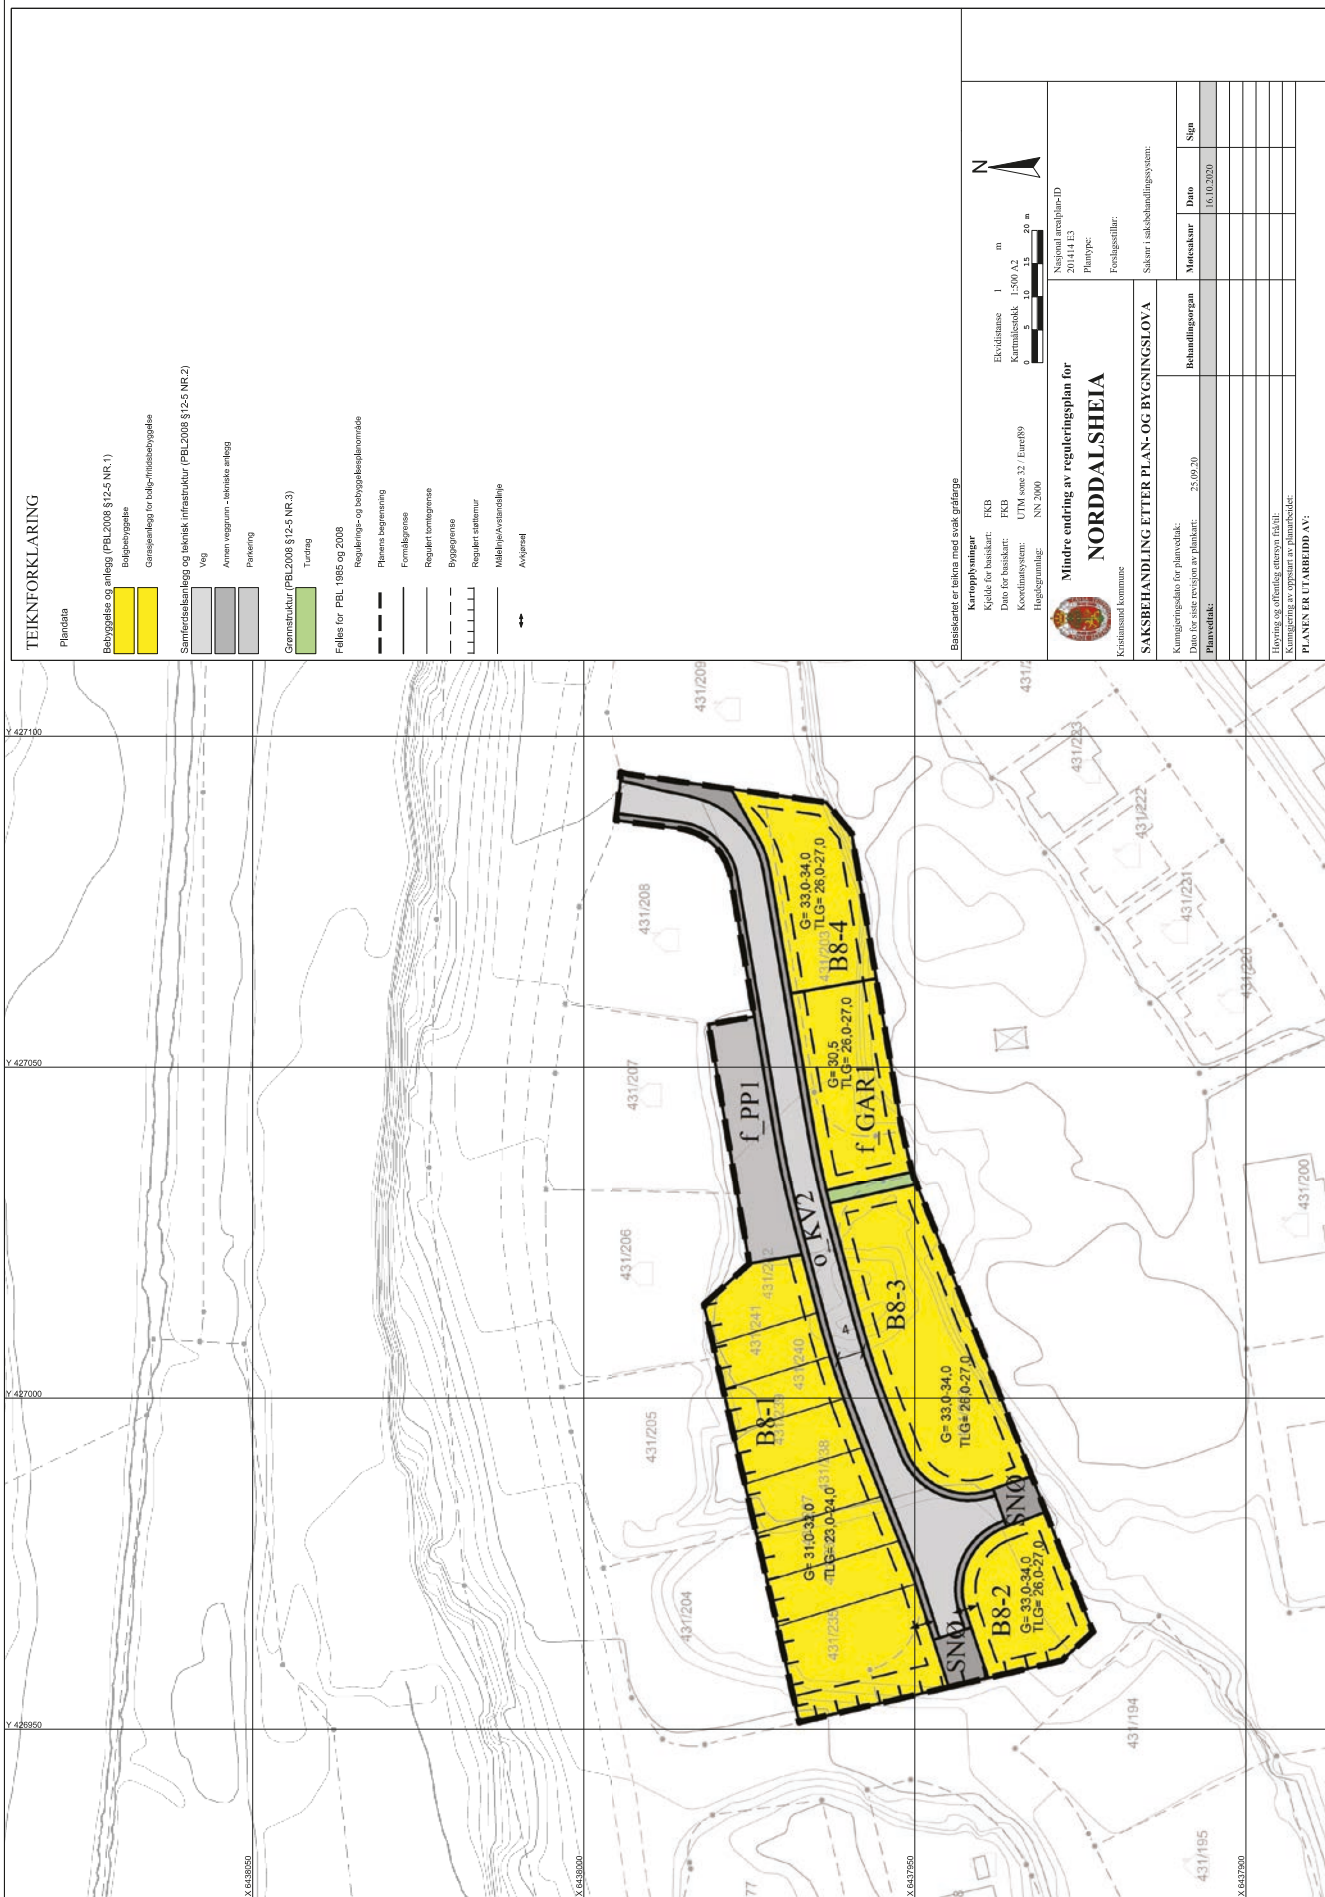 TEIKNFORKLARING
Plandata
Bebyggelse og anlegg (PBL2008 §12-5 NR.1)
Boligbebyggelse
Garasjeanlegg for bolig-/fritidsbebyggelse
Samferdselsanlegg og teknisk infrastruktur (PBL2008 §12-5 NR.2)
Veg
Annen veggrunn - tekniske anlegg
Parkering
Grønnstruktur (PBL2008 §12-5 NR.3)
Turdrag
Felles for PBL 1985 og 2008
Regulerings- og bebyggelsesplanområde
Planens begrensning
Formålsgrense
Regulert tomtegrense
Byggegrense
Regulert støttemur
Målelinje/Avstandslinje
Avkjørsel
Basiskartet er teikna med svak gråfarge
Kartopplysningar
Kjelde for basiskart: FKB
Dato for basiskart: FKB
Koordinatsystem: UTM sone 32 / Euref89
Høgdegrunnlag: NN 2000
Ekvidistanse 1 m
Kartmålestokk 1:500 A2
0 5 10 15 20 m
N
Mindre endring av reguleringsplan for
NORDDALSHEIA
Kristiansand kommune
Nasjonal arealplan-ID
201414 E3
Plantype:
Forslagsstillar:
SAKSBEHANDLING ETTER PLAN- OG BYGNINGSLOVA
Saksnr i saksbehandlingssystem:
Kunngjeringsdato for planvedtak:
Dato for siste revisjon av plankart: 25.09.20
Behandlingsorgan Møtesaksnr Dato Sign
Planvedtak: 16.10.2020
Høyring og offentleg ettersyn frå/til:
Kunngjering av oppstart av planarbeidet:
PLANEN ER UTARBEIDD AV:
Y 427100
Y 427050
Y 427000
Y 426950
X 6438050
X 6438000
X 6437950
X 6437900
431/209
431/208
431/207
431/206
431/205
431/204
431/223
431/222
431/221
431/220
431/200
431/194
431/195
77
431/203
431/242
431/241
431/240
431/239
431/238
431/235
f_PP1
o_KV2
4
B8-1
G= 31,0-32,0
TLG= 23,0-24,0
B8-2
G= 33,0-34,0
TLG= 26,0-27,0
B8-3
G= 33,0-34,0
TLG= 26,0-27,0
B8-4
G= 33,0-34,0
TLG= 26,0-27,0
f_GAR1
G= 30,5
TLG= 26,0-27,0
SNØ
SNØ